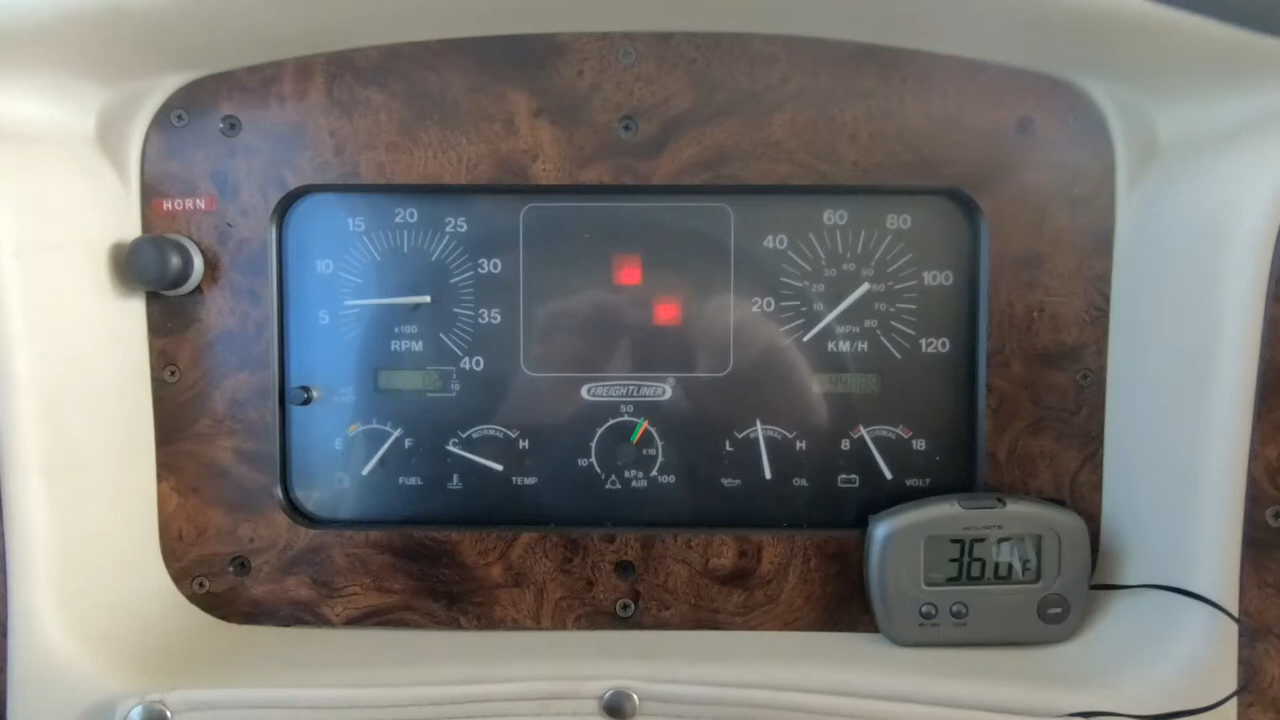 HORN
5
10
15
20
25
30
35
40
x100
RPM
20
40
60
80
100
120
10
20
30
40
50
60
70
80
MPH
KM/H
FREIGHTLINER
E
F
FUEL
C
NORMAL
H
TEMP
10
50
100
X10
kPa
AIR
L
NORMAL
H
OIL
8
NORMAL
18
VOLT
36.0 F